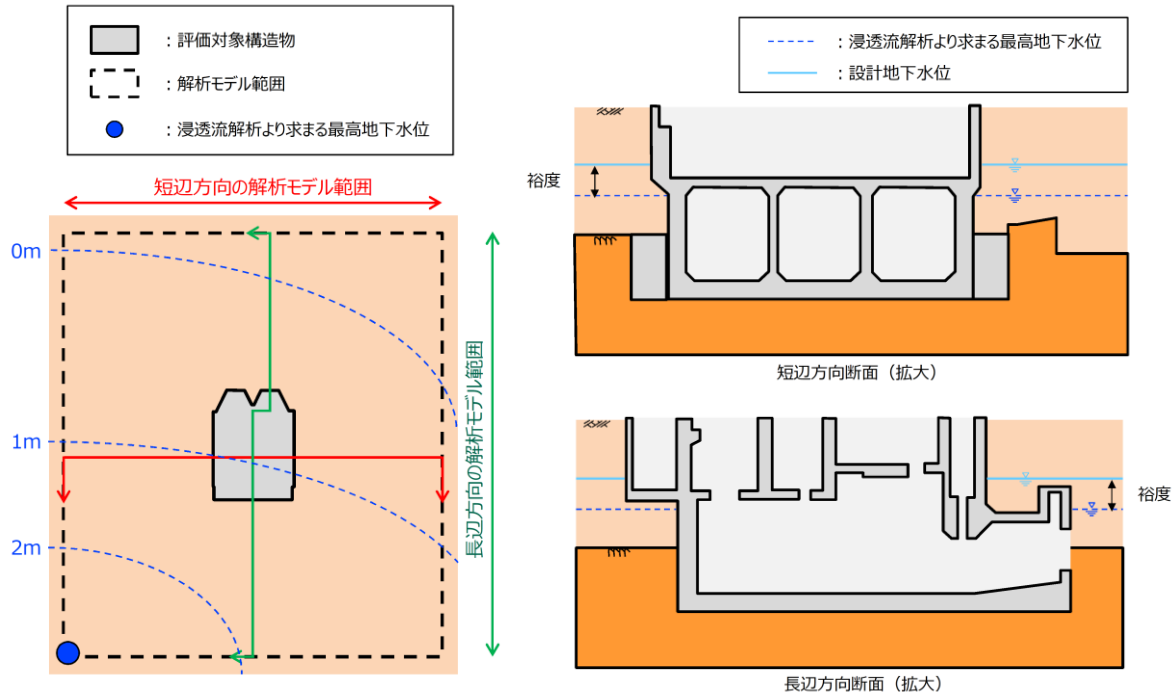 ：評価対象構造物
：解析モデル範囲
：浸透流解析より求まる最高地下水位
短辺方向の解析モデル範囲
0m
1m
2m
長辺方向の解析モデル範囲
：浸透流解析より求まる最高地下水位
：設計地下水位
裕度
短辺方向断面（拡大）
裕度
長辺方向断面（拡大）